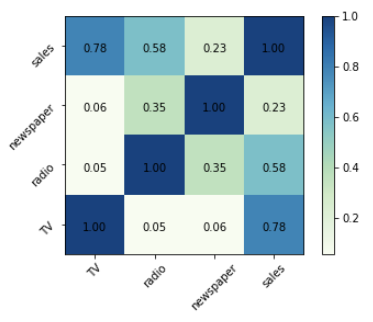 sales 0.78 0.58 0.23 1.00
newspaper 0.06 0.35 1.00 0.23
radio 0.05 1.00 0.35 0.58
TV 1.00 0.05 0.06 0.78
TV radio newspaper sales
1.0
0.8
0.6
0.4
0.2